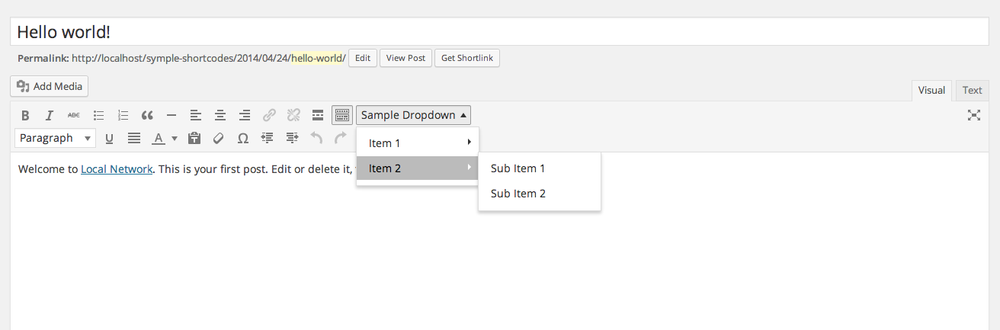 Hello world!
Permalink: http://localhost/symple-shortcodes/2014/04/24/hello-world/ Edit View Post Get Shortlink
Add Media
Visual Text
B I ABC Sample Dropdown
Paragraph U A Ω
Item 1
Welcome to Local Network. This is your first post. Edit or delete it, Item 2 Sub Item 1
Sub Item 2